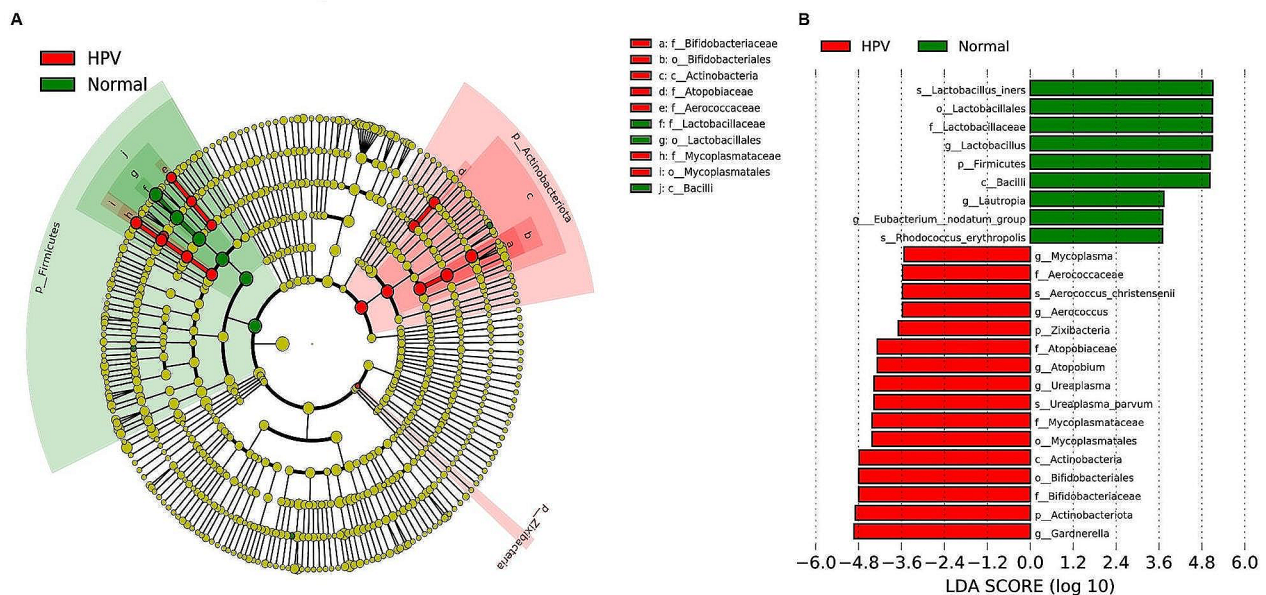 A
HPV
Normal
p__Firmicutes
j
g
f
e
i
h
p__Actinobacteriota
d
c
b
a
p__Zixibacteria
a: f__Bifidobacteriaceae
b: o__Bifidobacteriales
c: c__Actinobacteria
d: f__Atopobiaceae
e: f__Aerococcaceae
f: f__Lactobacillaceae
g: o__Lactobacillales
h: f__Mycoplasmataceae
i: o__Mycoplasmatales
j: c__Bacilli
B
HPV
Normal
s__Lactobacillus_iners
o__Lactobacillales
f__Lactobacillaceae
g__Lactobacillus
p__Firmicutes
c__Bacilli
g__Lautropia
g___Eubacterium__nodatum_group
s__Rhodococcus_erythropolis
g__Mycoplasma
f__Aerococcaceae
s__Aerococcus_christensenii
g__Aerococcus
p__Zixibacteria
f__Atopobiaceae
g__Atopobium
g__Ureaplasma
s__Ureaplasma_parvum
f__Mycoplasmataceae
o__Mycoplasmatales
c__Actinobacteria
o__Bifidobacteriales
f__Bifidobacteriaceae
p__Actinobacteriota
g__Gardnerella
−6.0 −4.8 −3.6 −2.4 −1.2 0.0 1.2 2.4 3.6 4.8 6.0
LDA SCORE (log 10)